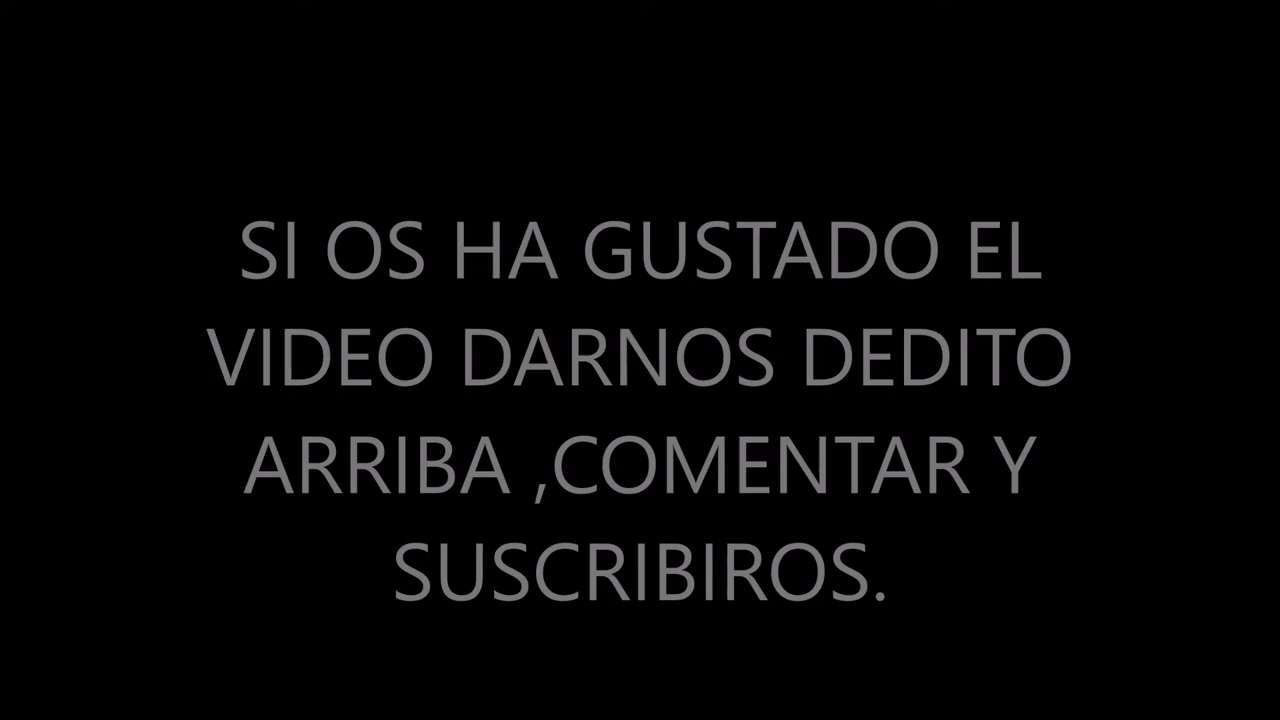 SI OS HA GUSTADO EL
VIDEO DARNOS DEDITO
ARRIBA ,COMENTAR Y
SUSCRIBIROS.